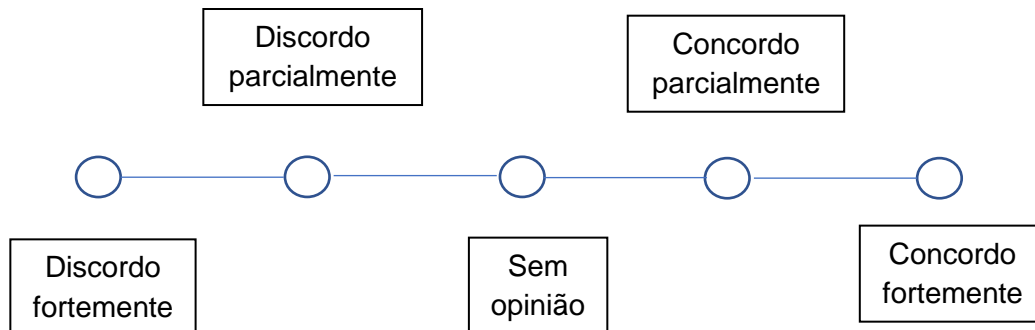 Discordo
parcialmente
Concordo
parcialmente
Discordo
fortemente
Sem
opinião
Concordo
fortemente